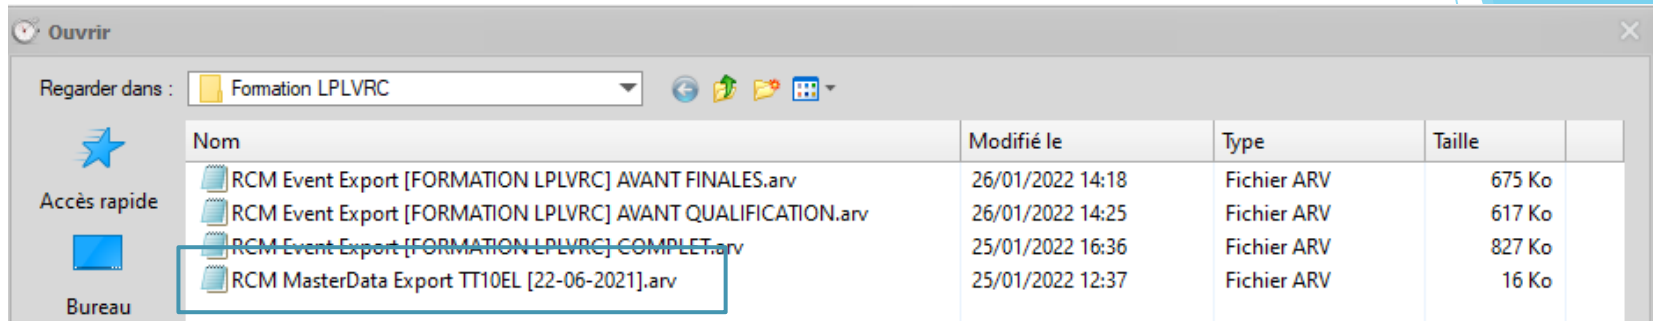 Ouvrir
Regarder dans : Formation LPLVRC
Nom Modifié le Type Taille
RCM Event Export [FORMATION LPLVRC] AVANT FINALES.arv 26/01/2022 14:18 Fichier ARV 675 Ko
Accès rapide
RCM Event Export [FORMATION LPLVRC] AVANT QUALIFICATION.arv 26/01/2022 14:25 Fichier ARV 617 Ko
RCM Event Export [FORMATION LPLVRC] COMPLET.arv 25/01/2022 16:36 Fichier ARV 827 Ko
RCM MasterData Export TT10EL [22-06-2021].arv 25/01/2022 12:37 Fichier ARV 16 Ko
Bureau